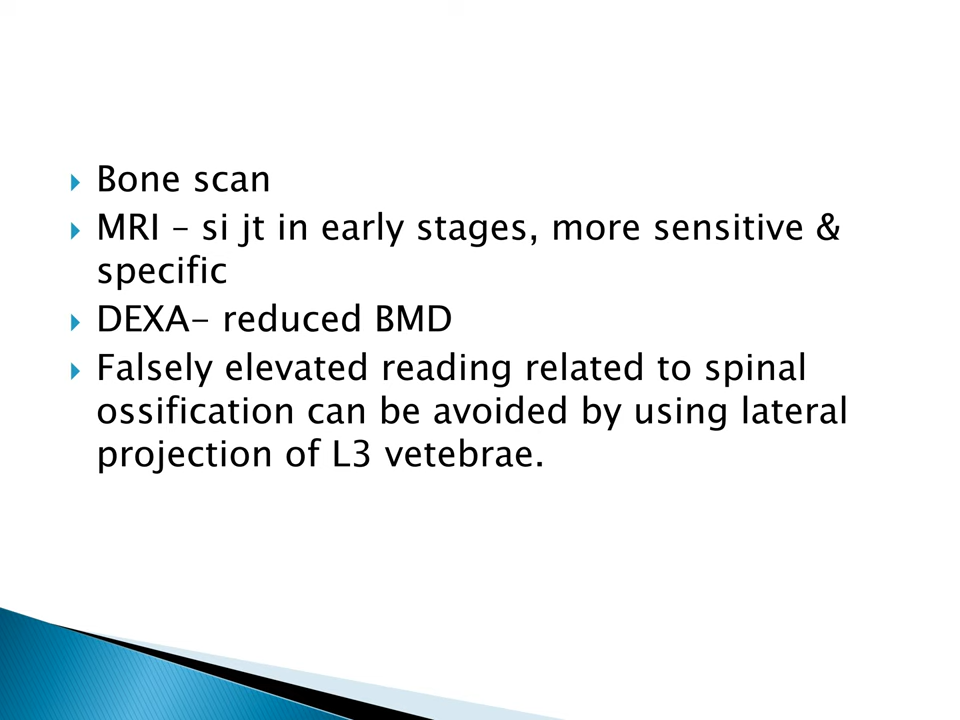 Bone scan
MRI – si jt in early stages, more sensitive &
specific
DEXA- reduced BMD
Falsely elevated reading related to spinal
ossification can be avoided by using lateral
projection of L3 vetebrae.